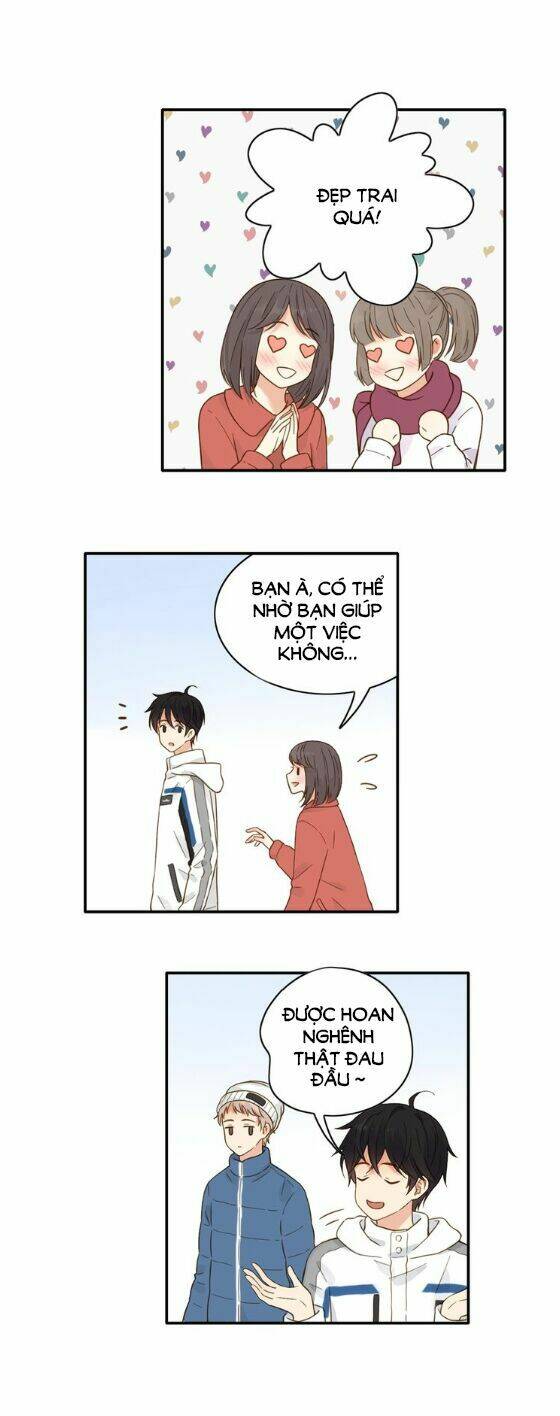 ĐẸP TRAI
QUÁ!
BẠN À, CÓ THỂ
NHỜ BẠN GIÚP
MỘT VIỆC
KHÔNG...
ĐƯỢC HOAN
NGHÊNH
THẬT ĐAU
ĐẦU ~